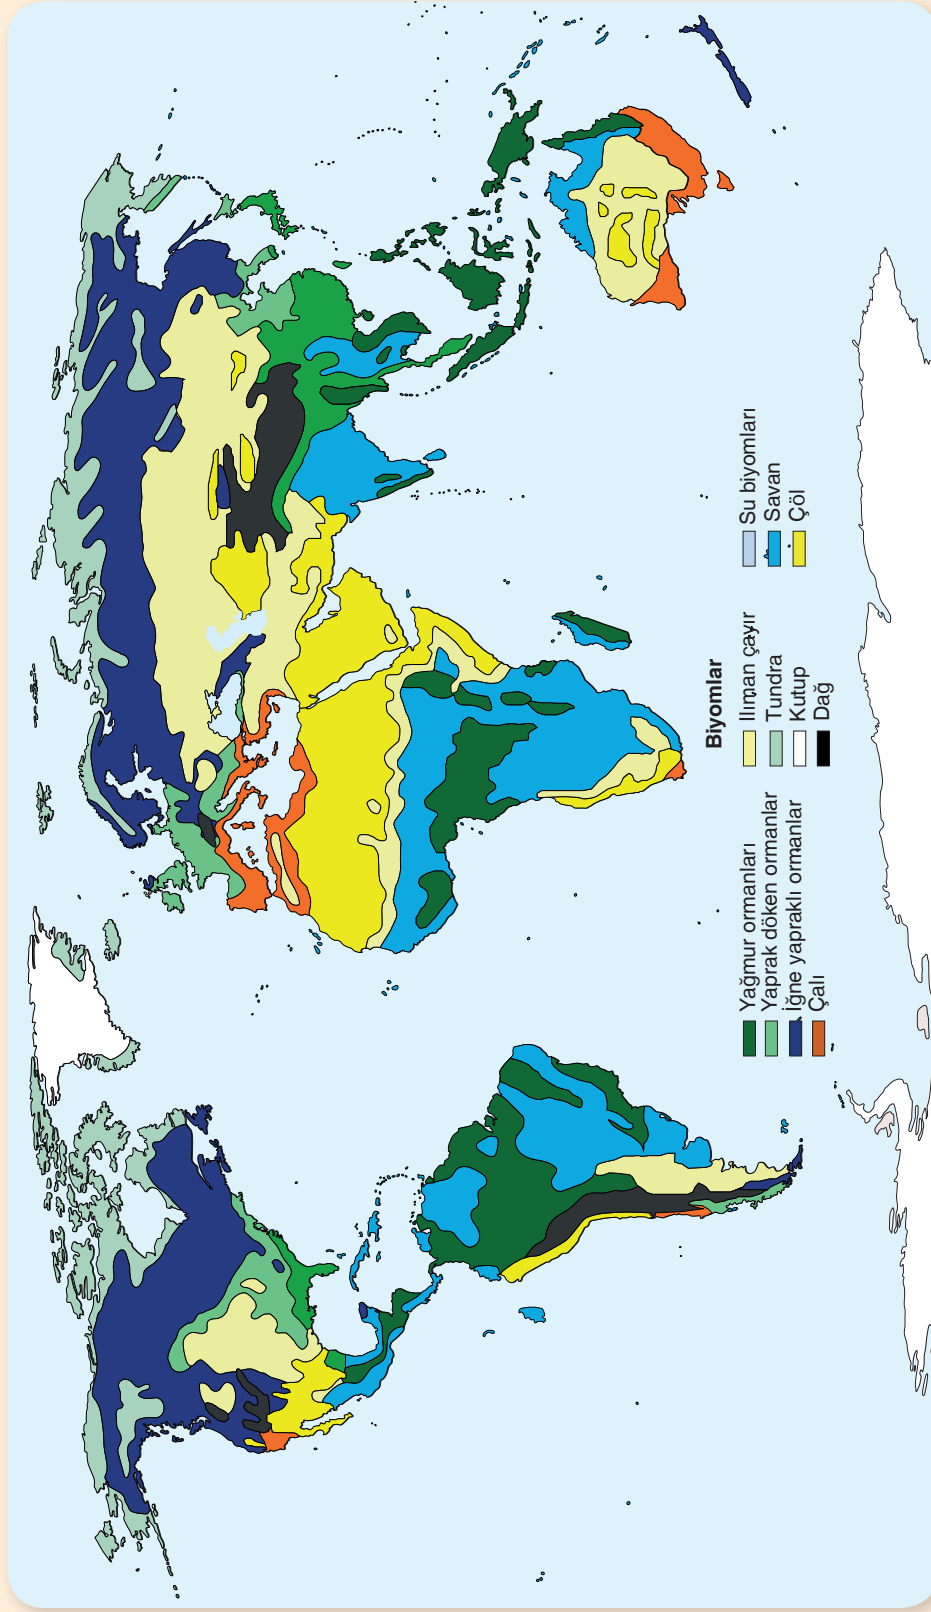 Biyomlar
Yağmur ormanları
Yaprak döken ormanlar
İğne yapraklı ormanlar
Çalı
Ilıman çayır
Tundra
Kutup
Dağ
Su biyomları
Savan
Çöl